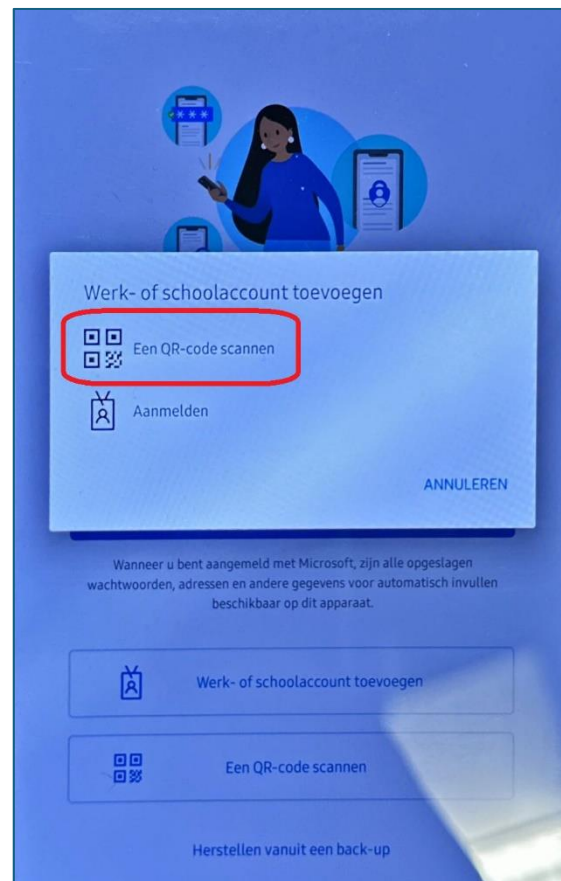 ***
Werk- of schoolaccount toevoegen
Een QR-code scannen
Aanmelden
ANNULEREN
Wanneer u bent aangemeld met Microsoft, zijn alle opgeslagen
wachtwoorden, adressen en andere gegevens voor automatisch invullen
beschikbaar op dit apparaat.
Werk- of schoolaccount toevoegen
Een QR-code scannen
Herstellen vanuit een back-up